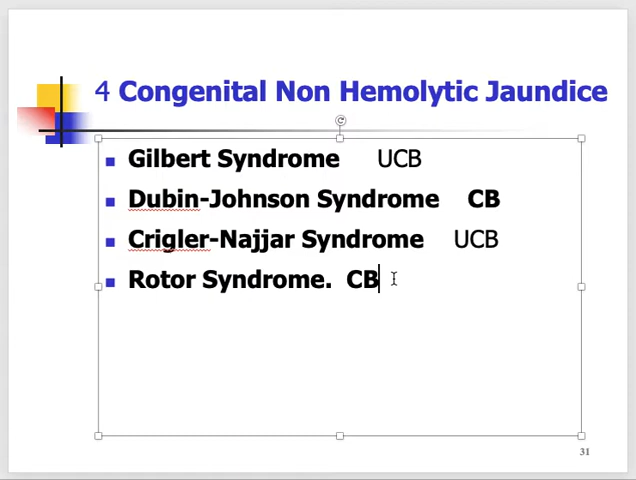 4 Congenital Non Hemolytic Jaundice
Gilbert Syndrome UCB
Dubin-Johnson Syndrome CB
Crigler-Najjar Syndrome UCB
Rotor Syndrome. CB
31